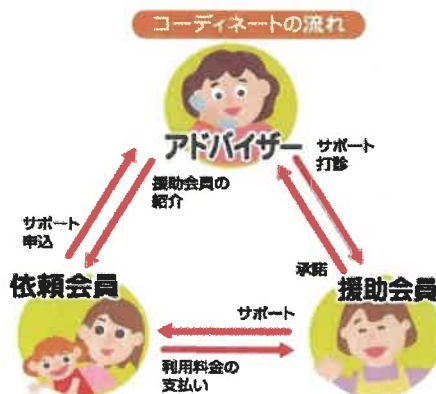 コーディネートの流れ
アドバイザー
サポート
打診
援助会員の
紹介
サポート
申込
承諾
依頼会員
援助会員
サポート
利用料金の
支払い